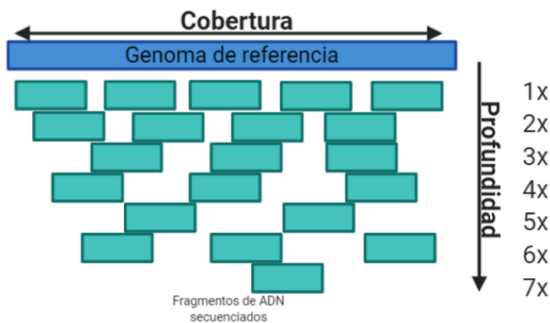 Cobertura
Genoma de referencia
Profundidad
1x
2x
3x
4x
5x
6x
7x
Fragmentos de ADN
secuenciados